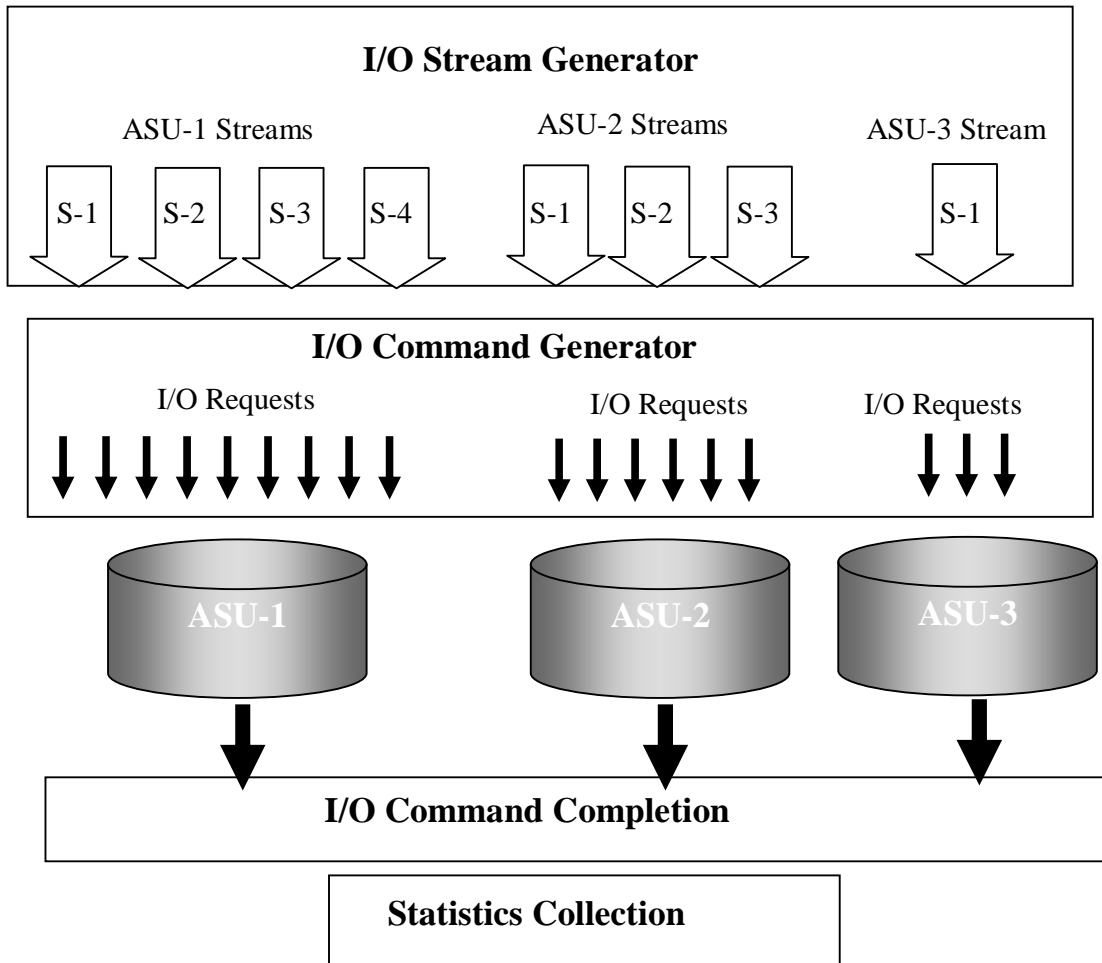 I/O Stream Generator
ASU-1 Streams
ASU-2 Streams
ASU-3 Stream
S-1
S-2
S-3
S-4
S-1
S-2
S-3
S-1
I/O Command Generator
I/O Requests
I/O Requests
I/O Requests
ASU-1
ASU-2
ASU-3
I/O Command Completion
Statistics Collection